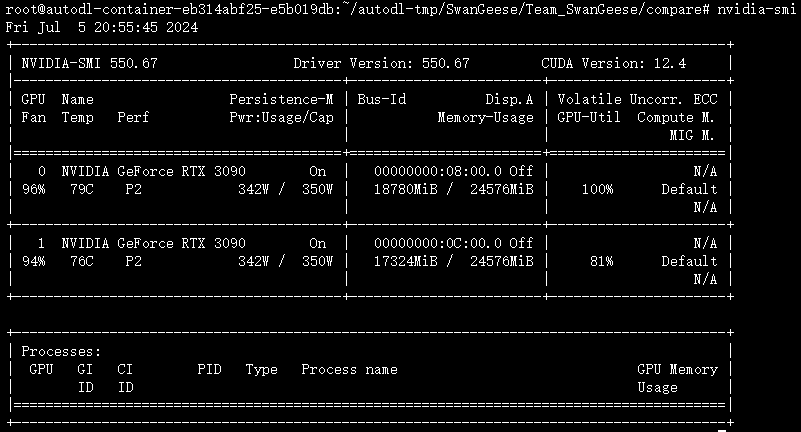 root@autodl-container-eb314abf25-e5b019db:~/autodl-tmp/SwanGeese/Team_SwanGeese/compare# nvidia-smi
Fri Jul  5 20:55:45 2024
+-----------------------------------------------------------------------------------------+
| NVIDIA-SMI 550.67                 Driver Version: 550.67         CUDA Version: 12.4     |
|-----------------------------------------+------------------------+----------------------+
| GPU  Name                 Persistence-M | Bus-Id          Disp.A | Volatile Uncorr. ECC |
| Fan  Temp   Perf          Pwr:Usage/Cap |           Memory-Usage | GPU-Util  Compute M. |
|                                         |                        |               MIG M. |
|=========================================+========================+======================|
|   0  NVIDIA GeForce RTX 3090        On  |   00000000:08:00.0 Off |                  N/A |
| 96%   79C    P2            342W /  350W |   18780MiB /  24576MiB |    100%      Default |
|                                         |                        |                  N/A |
+-----------------------------------------+------------------------+----------------------+
|   1  NVIDIA GeForce RTX 3090        On  |   00000000:0C:00.0 Off |                  N/A |
| 94%   76C    P2            342W /  350W |   17324MiB /  24576MiB |     81%      Default |
|                                         |                        |                  N/A |
+-----------------------------------------+------------------------+----------------------+

+-----------------------------------------------------------------------------------------+
| Processes:                                                                              |
|  GPU   GI   CI        PID   Type   Process name                              GPU Memory |
|        ID   ID                                                               Usage      |
|=========================================================================================|
+-----------------------------------------------------------------------------------------+